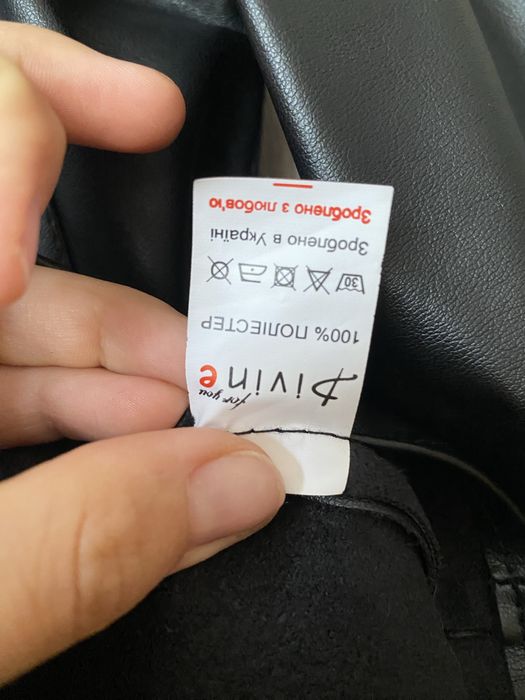 Divine
for you
100% ПОЛІЕСТЕР
30
Зроблено в Україні
Зроблено з любов'ю